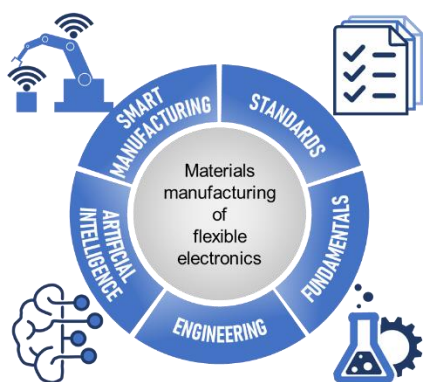 SMART
MANUFACTURING
STANDARDS
Materials
manufacturing
of
flexible
electronics
ARTIFICIAL
INTELLIGENCE
FUNDAMENTALS
ENGINEERING